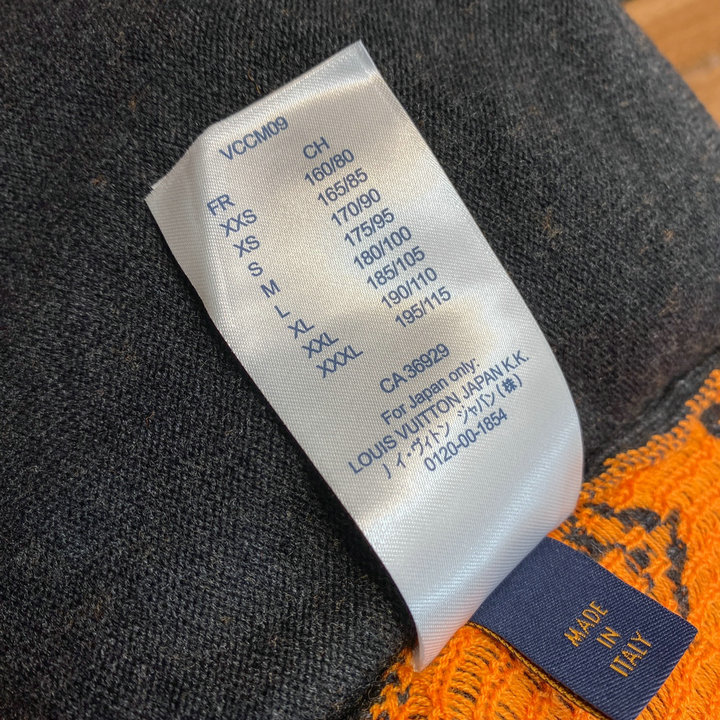 VCCM09
FR CH
XXS 160/80
XS 165/85
S 170/90
M 175/95
L 180/100
XL 185/105
XXL 190/110
XXXL 195/115
CA 36929
For Japan only:
LOUIS VUITTON JAPAN K.K.
ノイ・ヴィトン ジャパン(株)
0120-00-1854
MADE
IN
ITALY